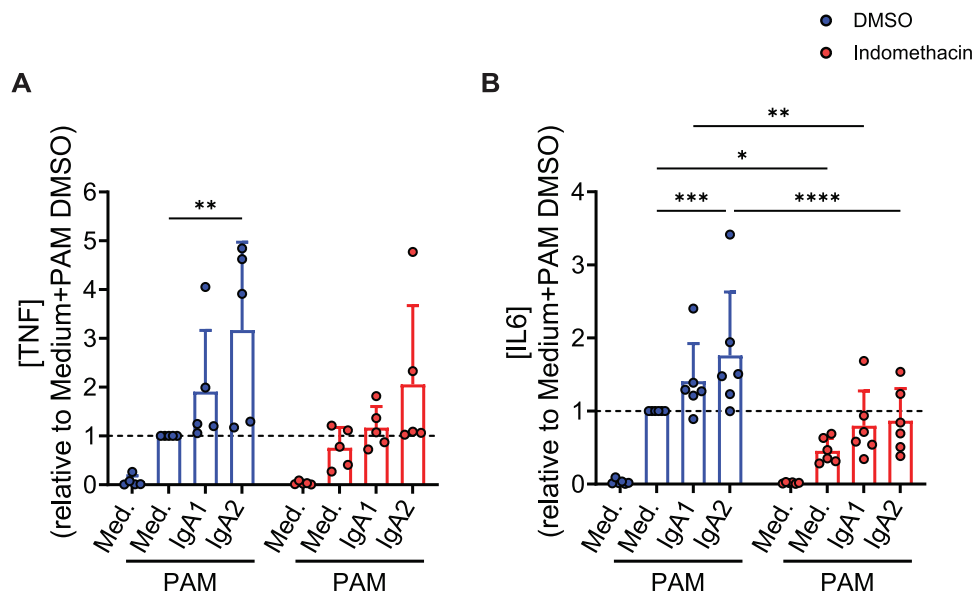 DMSO
Indomethacin
A
[TNF]
(relative to Medium+PAM DMSO)
6
5
4
3
2
1
0
**
Med.
Med.
IgA1
IgA2
Med.
Med.
IgA1
IgA2
PAM
PAM
B
[IL6]
(relative to Medium+PAM DMSO)
4
3
2
1
0
**
*
***
****
Med.
Med.
IgA1
IgA2
Med.
Med.
IgA1
IgA2
PAM
PAM